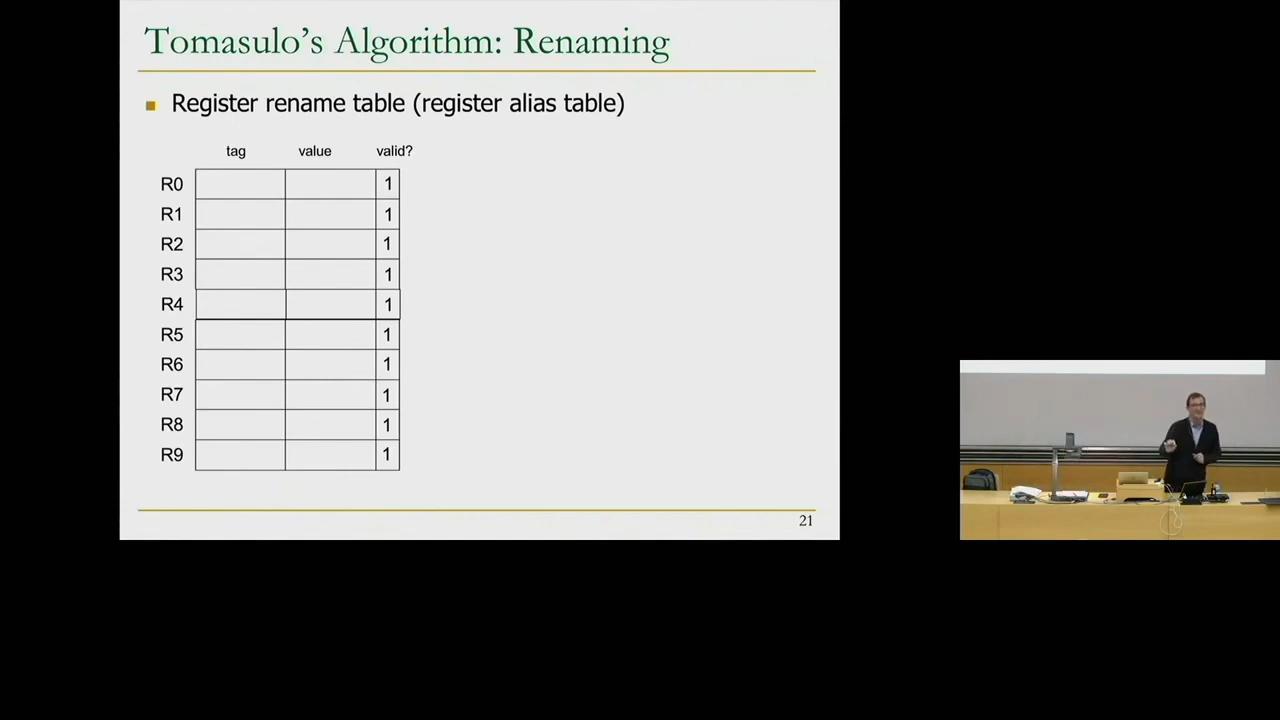 Tomasulo's Algorithm: Renaming
Register rename table (register alias table)
tag value valid?
R0 1
R1 1
R2 1
R3 1
R4 1
R5 1
R6 1
R7 1
R8 1
R9 1
21